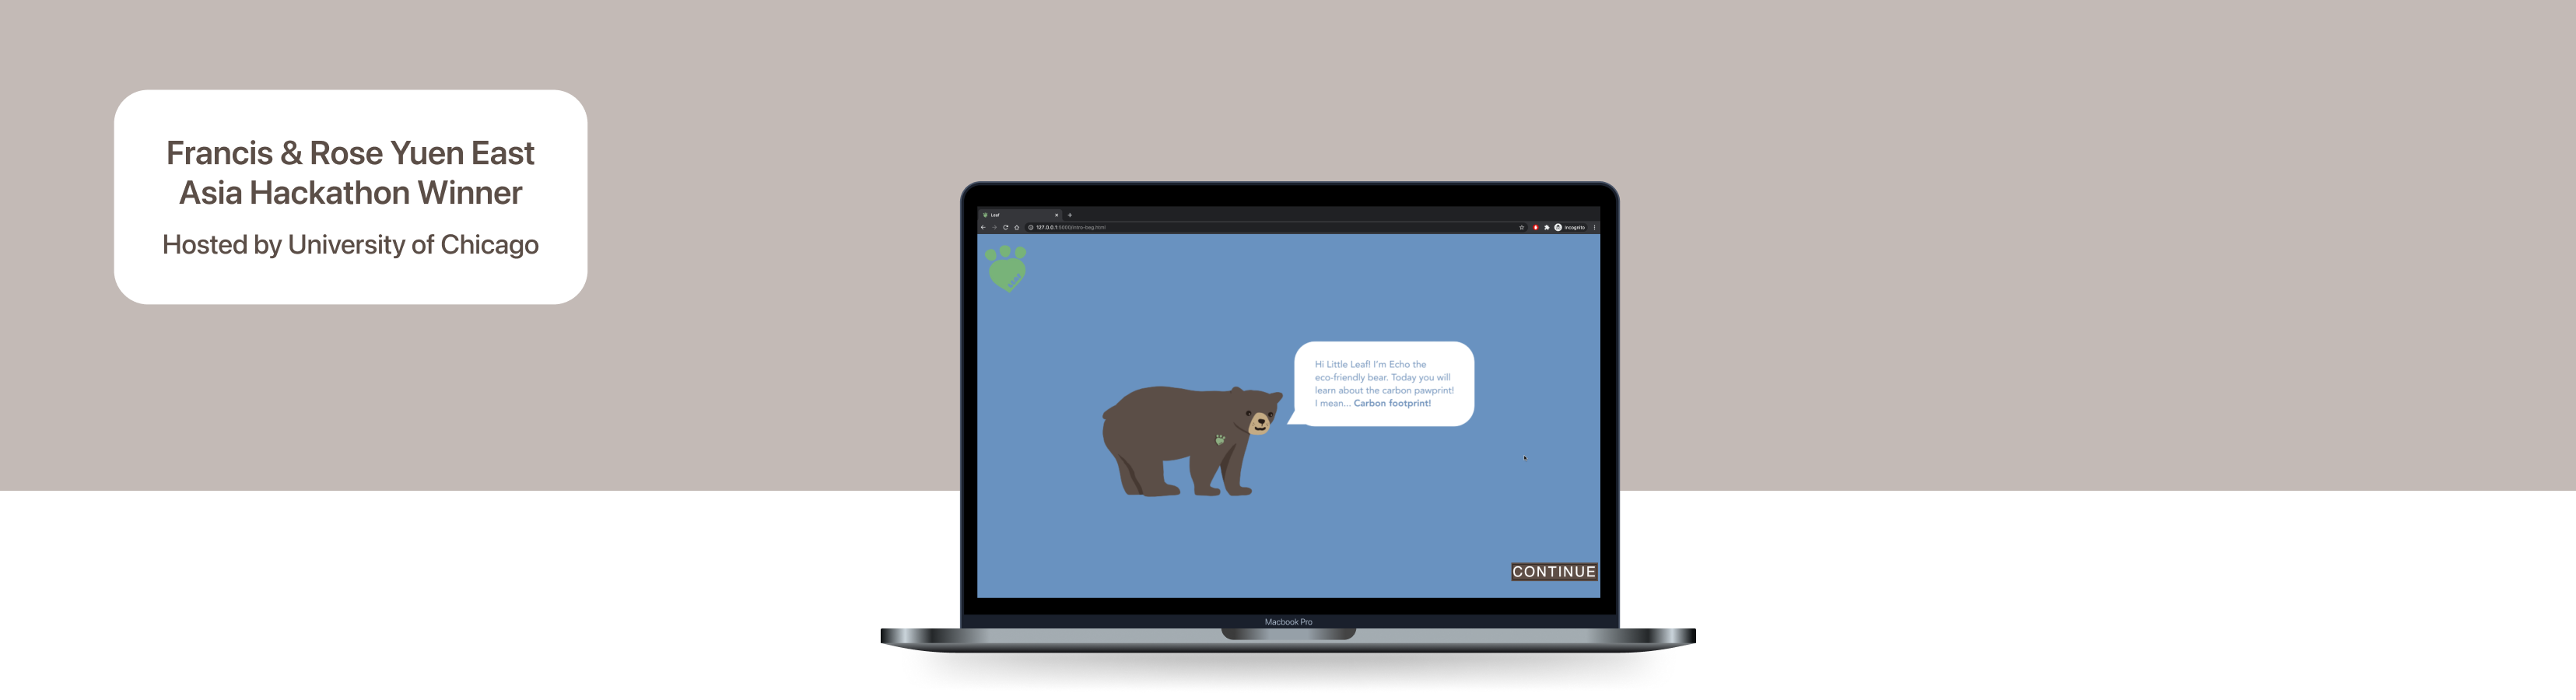 Francis & Rose Yuen East
Asia Hackathon Winner
Hosted by University of Chicago
Leaf
127.0.0.1:5000/intro-beg.html
Incognito
Hi Little Leaf! I'm Echo the
eco-friendly bear. Today you will
learn about the carbon pawprint!
I mean... Carbon footprint!
CONTINUE
Macbook Pro